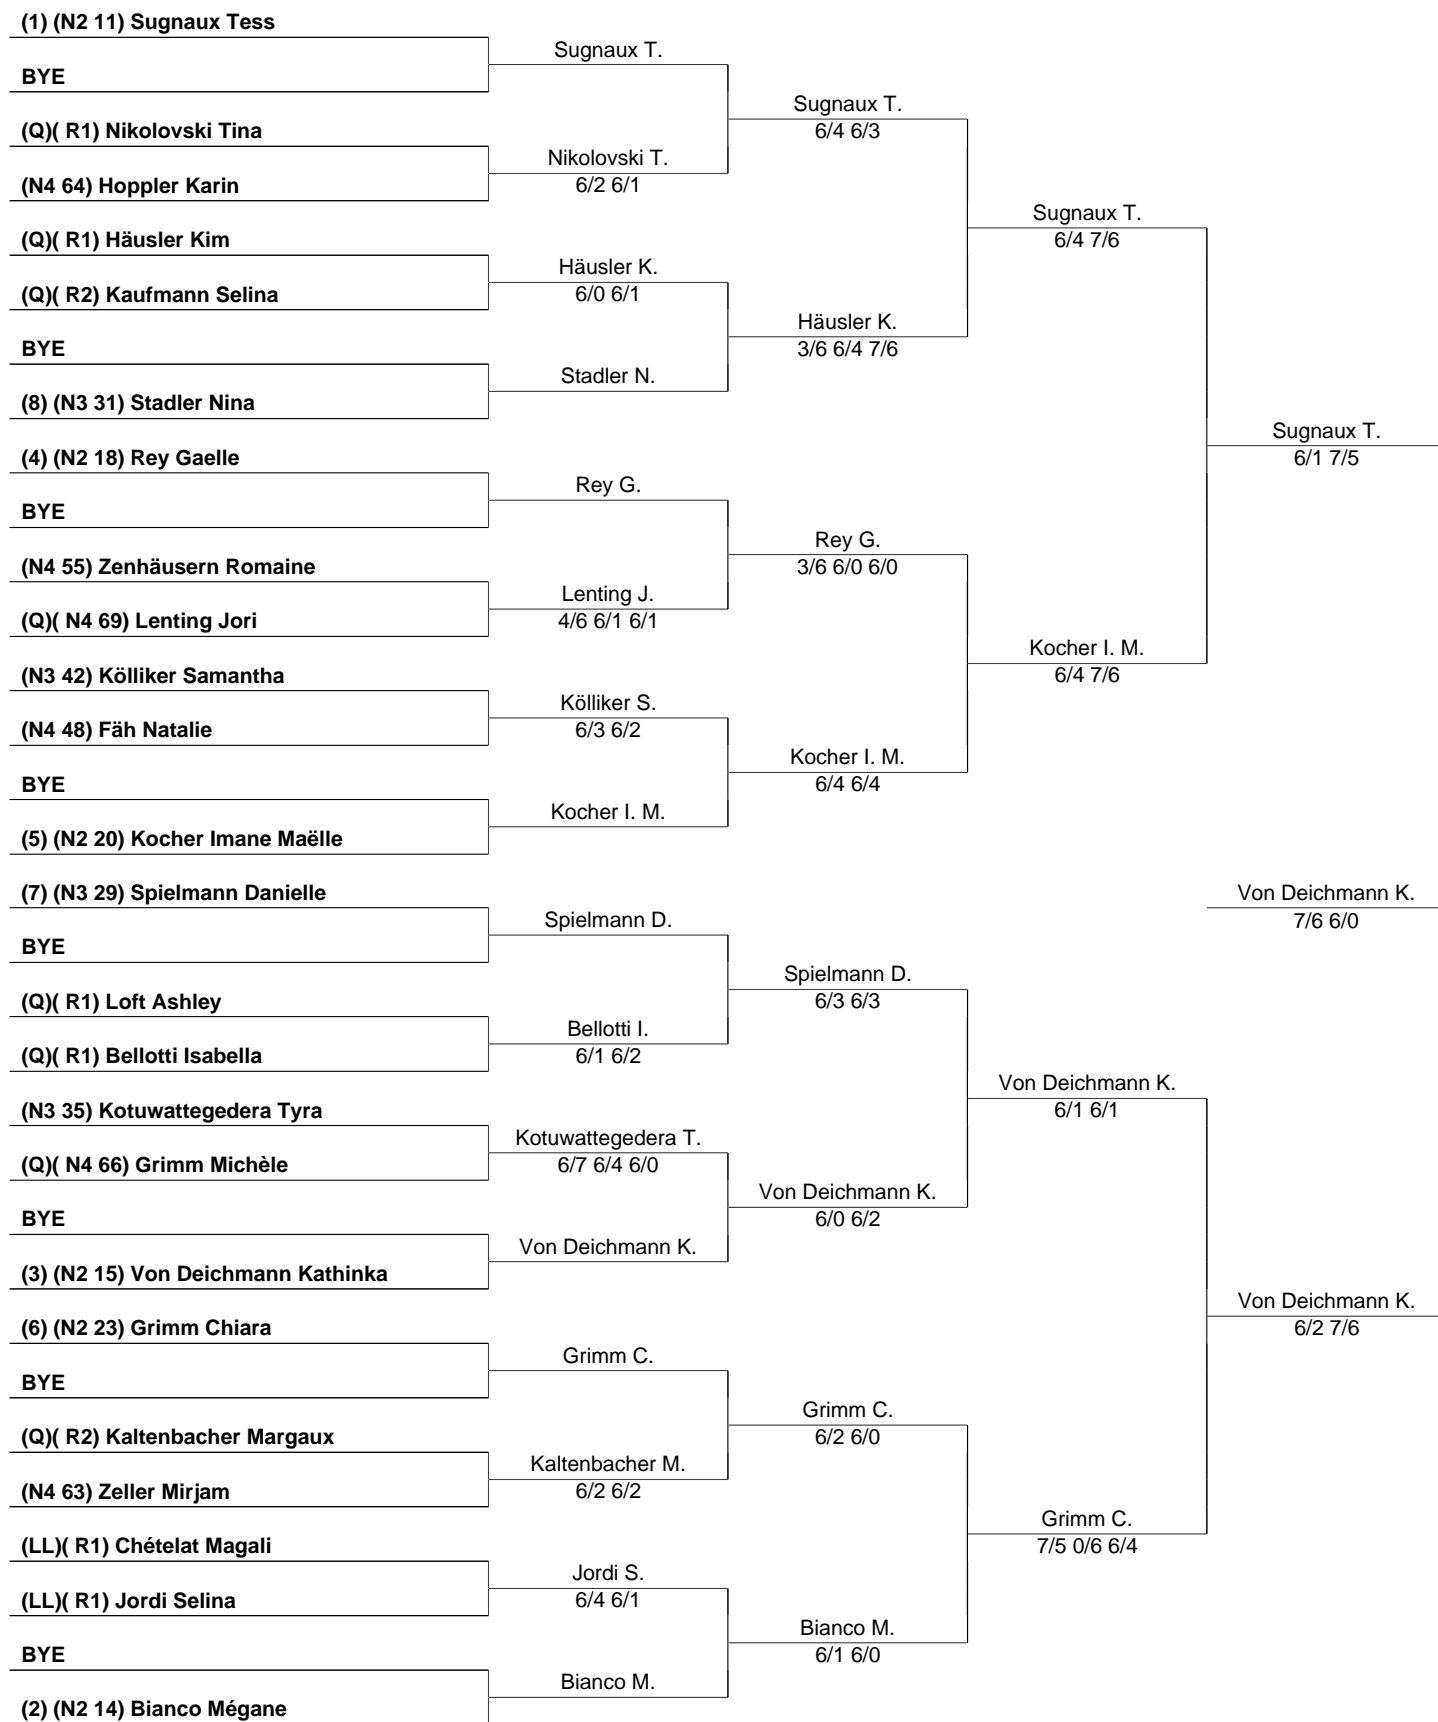 (1) (N2 11) Sugnaux Tess
BYE
(Q)( R1) Nikolovski Tina
(N4 64) Hoppler Karin
(Q)( R1) Häusler Kim
(Q)( R2) Kaufmann Selina
BYE
(8) (N3 31) Stadler Nina
(4) (N2 18) Rey Gaelle
BYE
(N4 55) Zenhäusern Romaine
(Q)( N4 69) Lenting Jori
(N3 42) Kölliker Samantha
(N4 48) Fäh Natalie
BYE
(5) (N2 20) Kocher Imane Maëlle
(7) (N3 29) Spielmann Danielle
BYE
(Q)( R1) Loft Ashley
(Q)( R1) Bellotti Isabella
(N3 35) Kotuwattegedera Tyra
(Q)( N4 66) Grimm Michèle
BYE
(3) (N2 15) Von Deichmann Kathinka
(6) (N2 23) Grimm Chiara
BYE
(Q)( R2) Kaltenbacher Margaux
(N4 63) Zeller Mirjam
(LL)( R1) Chételat Magali
(LL)( R1) Jordi Selina
BYE
(2) (N2 14) Bianco Mégane
Sugnaux T.
Nikolovski T.
6/2 6/1
Häusler K.
6/0 6/1
Stadler N.
Rey G.
Lenting J.
4/6 6/1 6/1
Kölliker S.
6/3 6/2
Kocher I. M.
Spielmann D.
Bellotti I.
6/1 6/2
Kotuwattegedera T.
6/7 6/4 6/0
Von Deichmann K.
Grimm C.
Kaltenbacher M.
6/2 6/2
Jordi S.
6/4 6/1
Bianco M.
Sugnaux T.
6/4 6/3
Häusler K.
3/6 6/4 7/6
Rey G.
3/6 6/0 6/0
Kocher I. M.
6/4 6/4
Spielmann D.
6/3 6/3
Von Deichmann K.
6/0 6/2
Grimm C.
6/2 6/0
Bianco M.
6/1 6/0
Sugnaux T.
6/4 7/6
Kocher I. M.
6/4 7/6
Von Deichmann K.
6/1 6/1
Grimm C.
7/5 0/6 6/4
Sugnaux T.
6/1 7/5
Von Deichmann K.
7/6 6/0
Von Deichmann K.
6/2 7/6